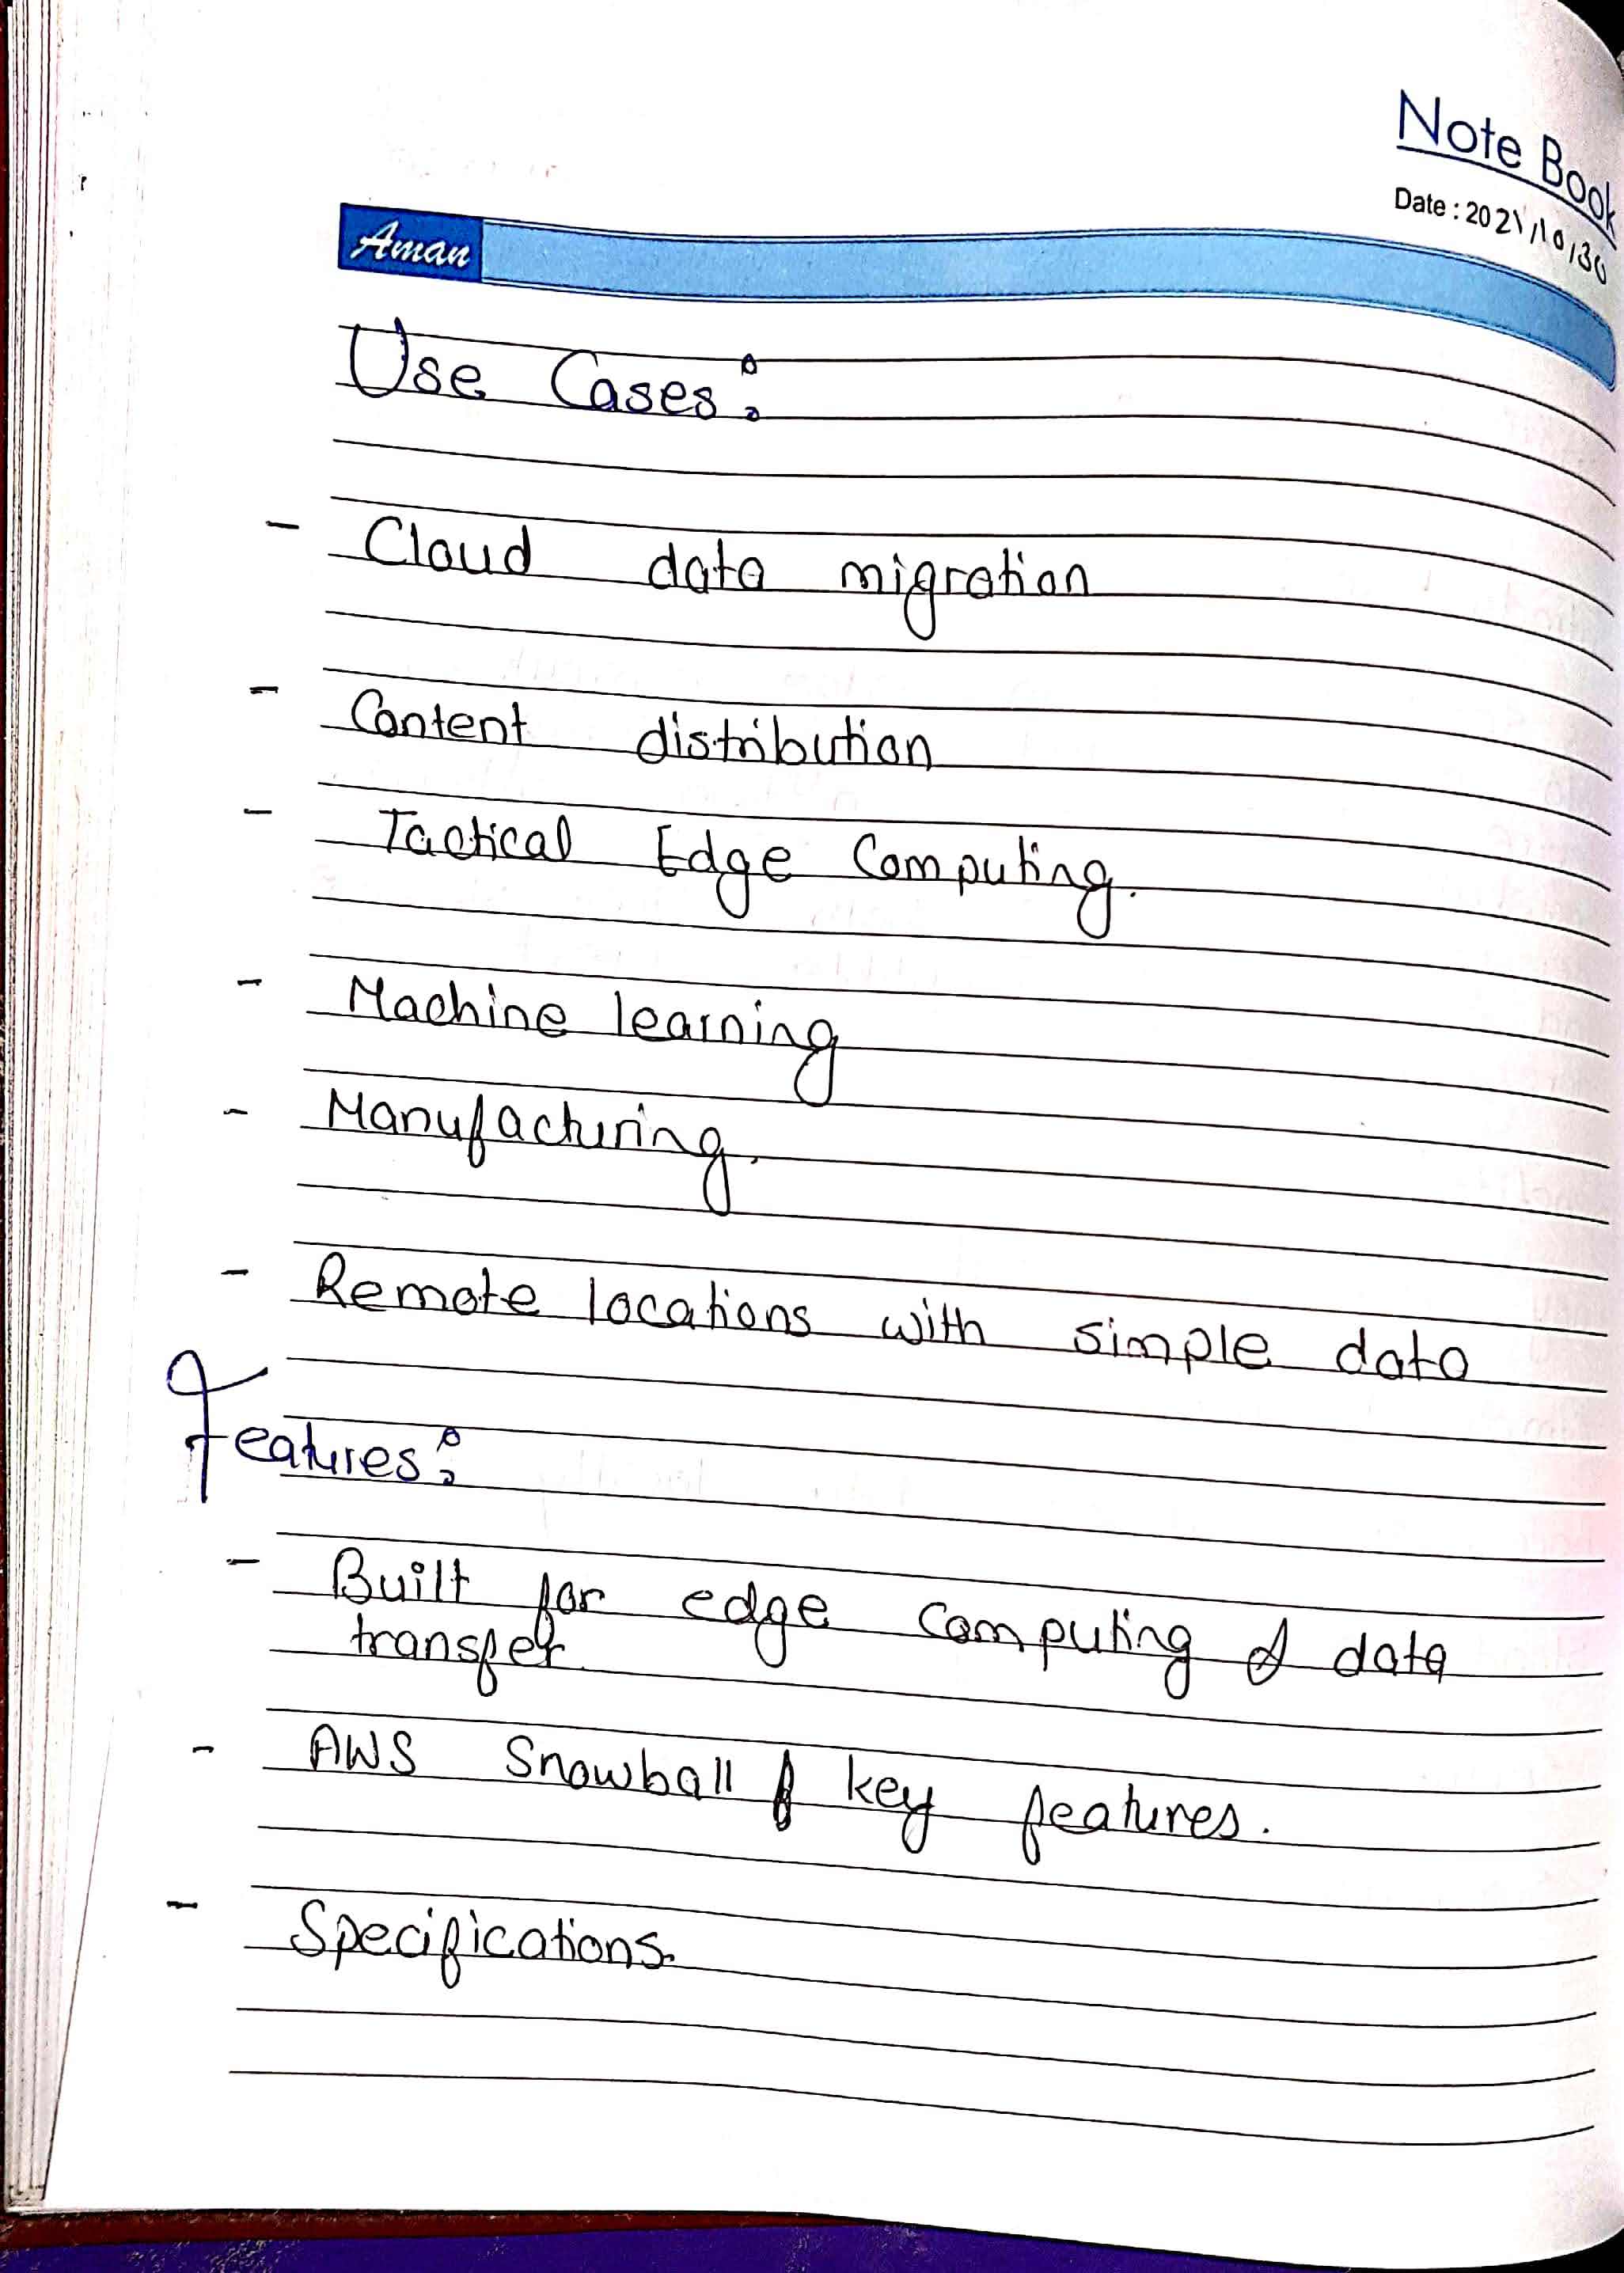 Note Book
Date : 2021/10/30
Aman
Use Cases:
- Cloud data migration
- Content distribution
- Tactical Edge Computing.
- Machine learning
- Manufacturing.
- Remote locations with simple data
Features:
- Built for edge computing & data
transfer.
- AWS Snowball key features.
- Specifications.